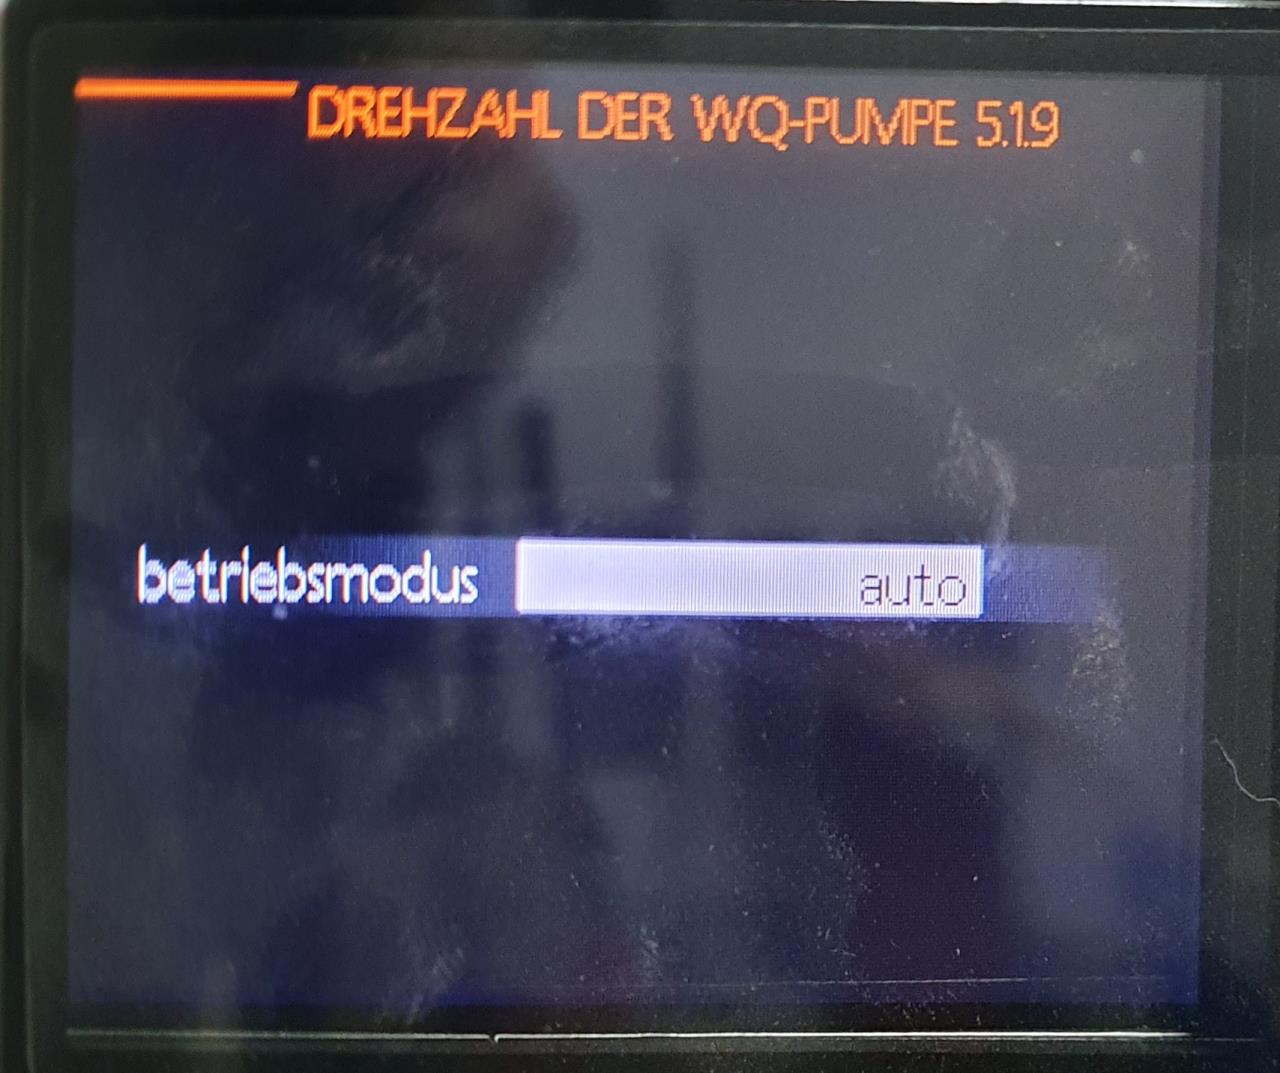 DREHZAHL DER WQ-PUMPE 5.1.9
betriebsmodus auto